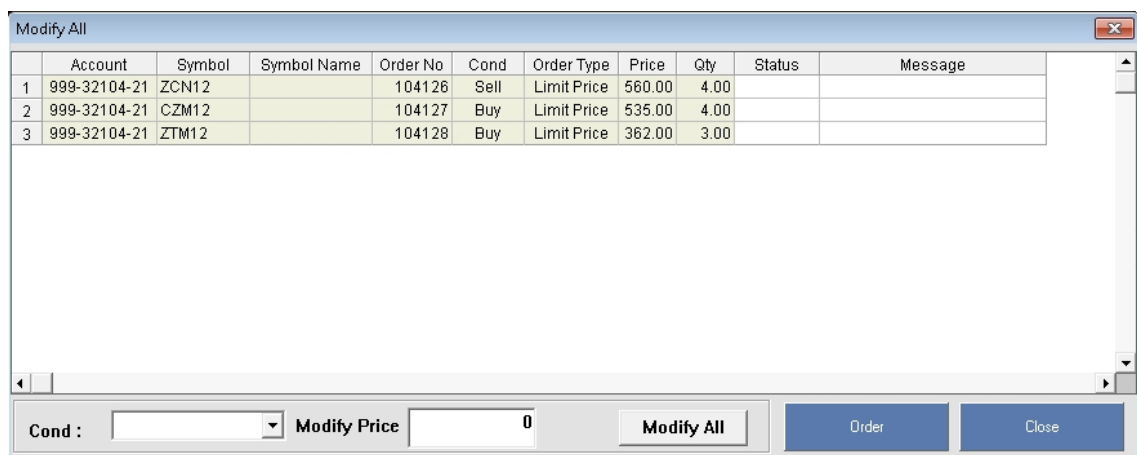 Modify All
Account Symbol Symbol Name Order No Cond Order Type Price Qty Status Message
1 999-32104-21 ZCN12 104126 Sell Limit Price 560.00 4.00
2 999-32104-21 CZM12 104127 Buy Limit Price 535.00 4.00
3 999-32104-21 ZTM12 104128 Buy Limit Price 362.00 3.00
Cond : Modify Price 0 Modify All Order Close